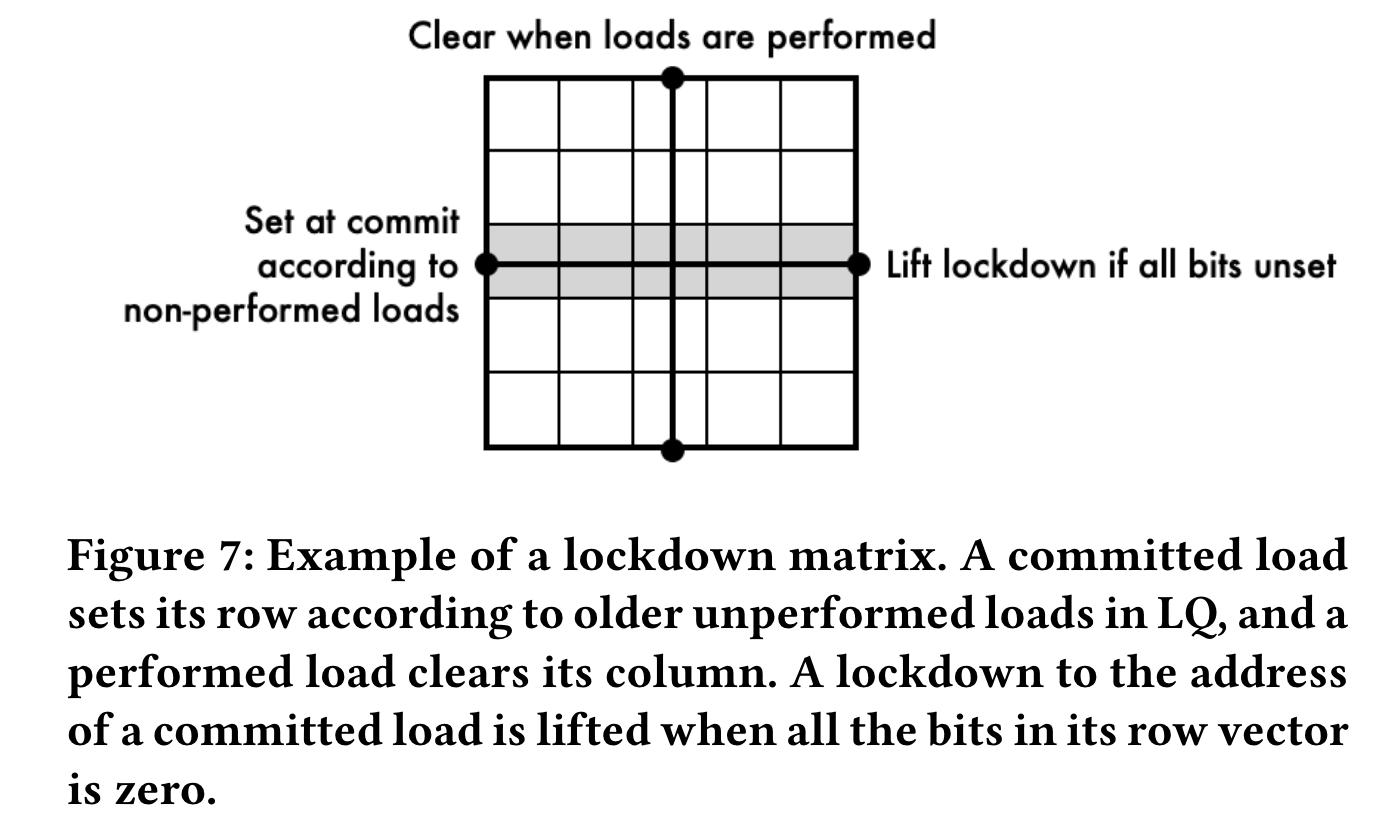 Clear when loads are performed
Set at commit
according to
non-performed loads
Lift lockdown if all bits unset
Figure 7: Example of a lockdown matrix. A committed load
sets its row according to older unperformed loads in LQ, and a
performed load clears its column. A lockdown to the address
of a committed load is lifted when all the bits in its row vector
is zero.